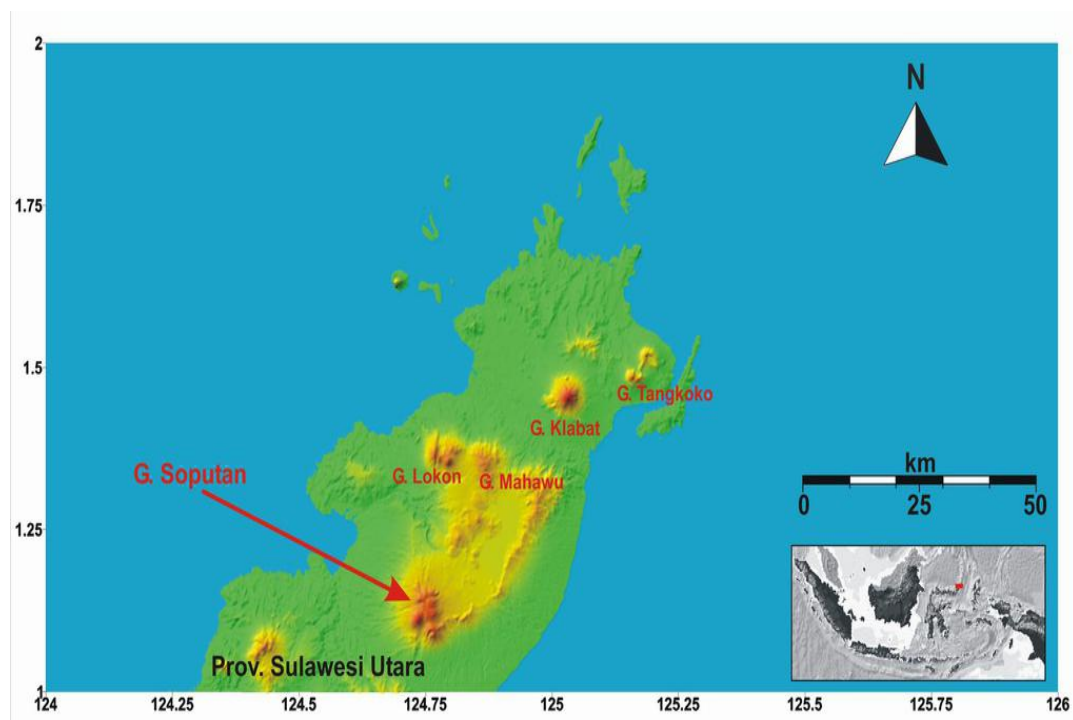 2
N
1.75
1.5
G. Tangkoko
G. Klabat
G. Soputan
G. Lokon
G. Mahawu
km
0
25
50
1.25
Prov. Sulawesi Utara
1
124
124.25
124.5
124.75
125
125.25
125.5
125.75
126